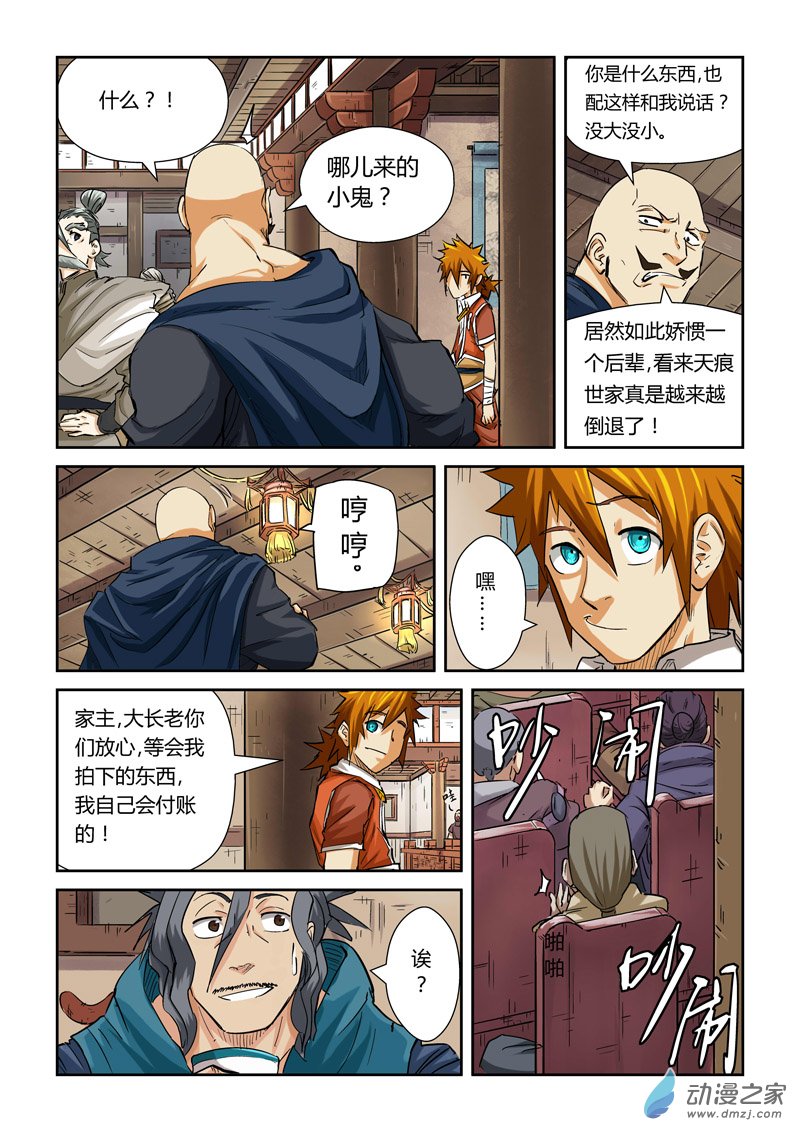 什么？！
哪儿来的
小鬼？
你是什么东西，也
配这样和我说话？
没大没小。
居然如此娇惯一
个后辈，看来天痕
世家真是越来越
倒退了！
哼哼。
嘿
……
家主，大长老你
们放心，等会我
拍下的东西，
我自己会付账
的！
吵闹
啪
啪
吵闹
诶
？
动漫之家
www.dmzj.com